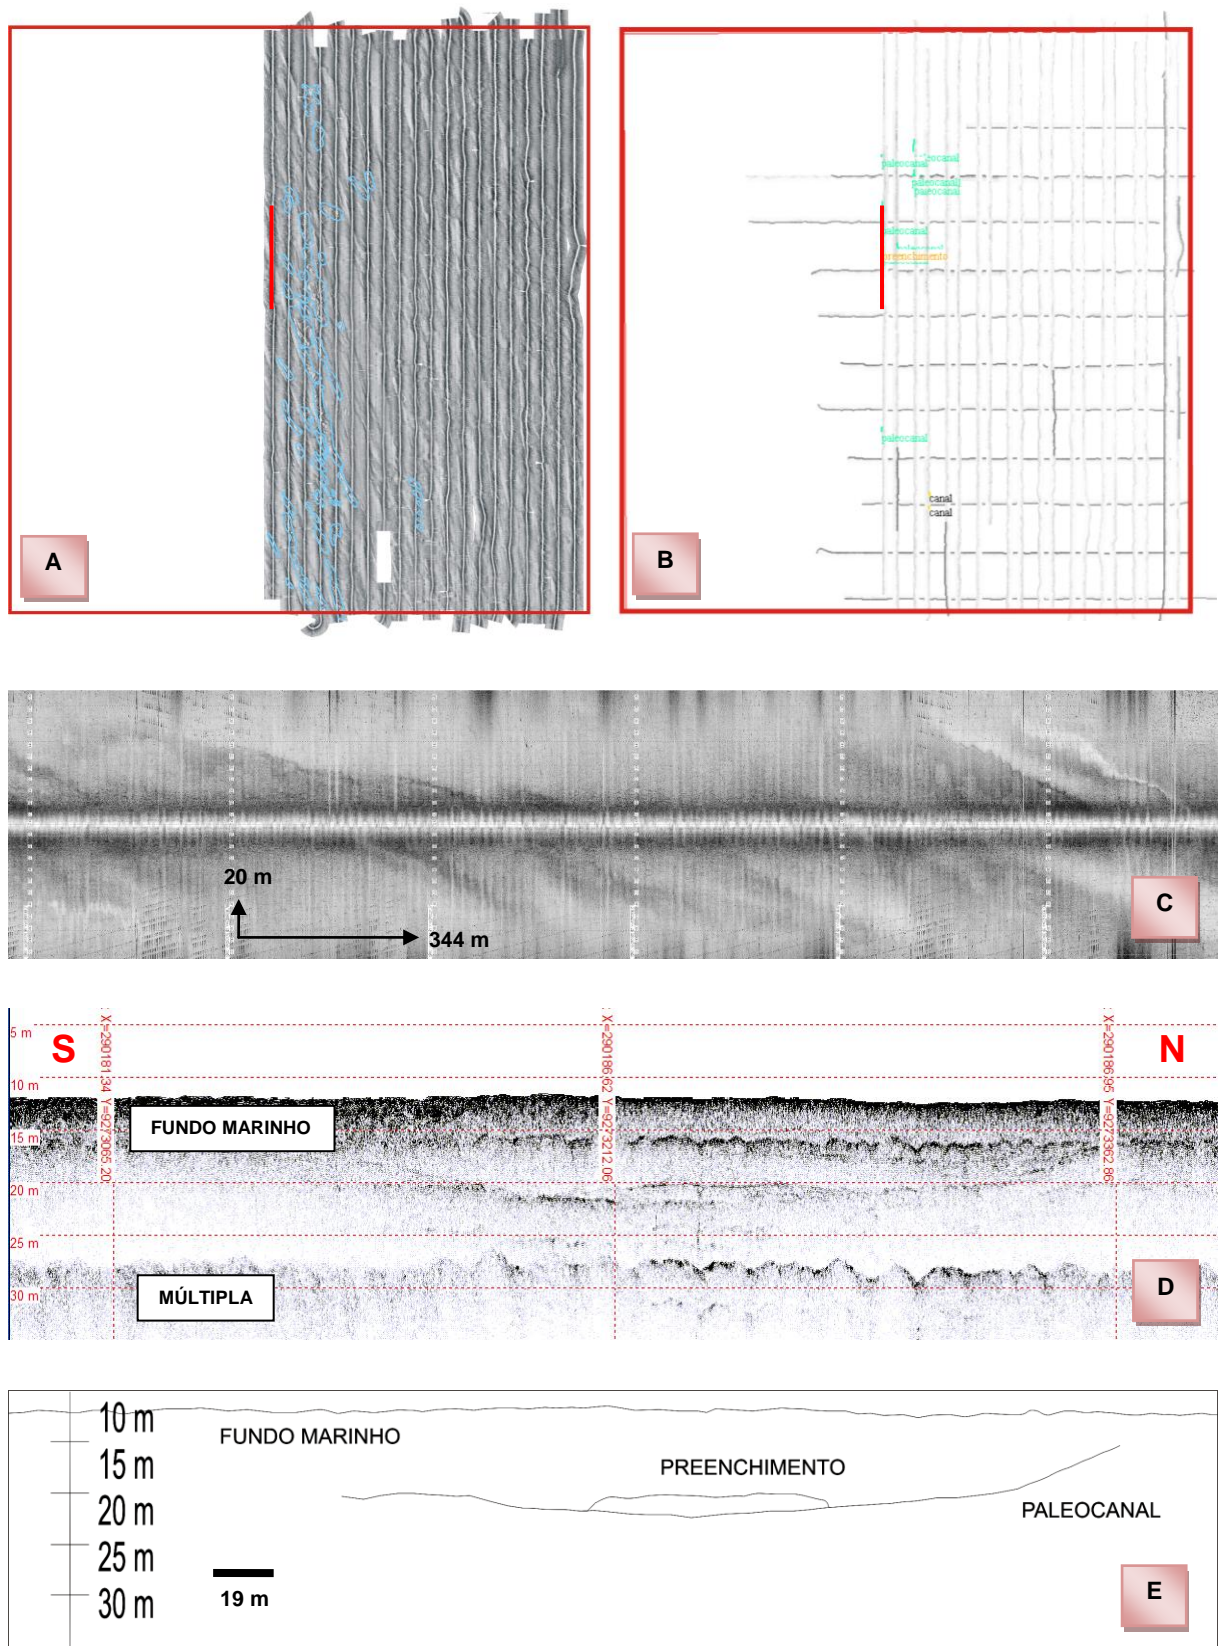 paleocanal
paleocanal
paleocanal
paleocanal
preenchimento
paleocanal
canal
canal
A
B
20 m
344 m
C
5 m
S
N
10 m
FUNDO MARINHO
15 m
20 m
25 m
30 m
MÚLTIPLA
X=290181.34 Y=9273065.20
X=290186.62 Y=9273212.06
X=290186.95 Y=9273362.86
D
10 m
FUNDO MARINHO
15 m
PREENCHIMENTO
20 m
PALEOCANAL
25 m
19 m
30 m
E